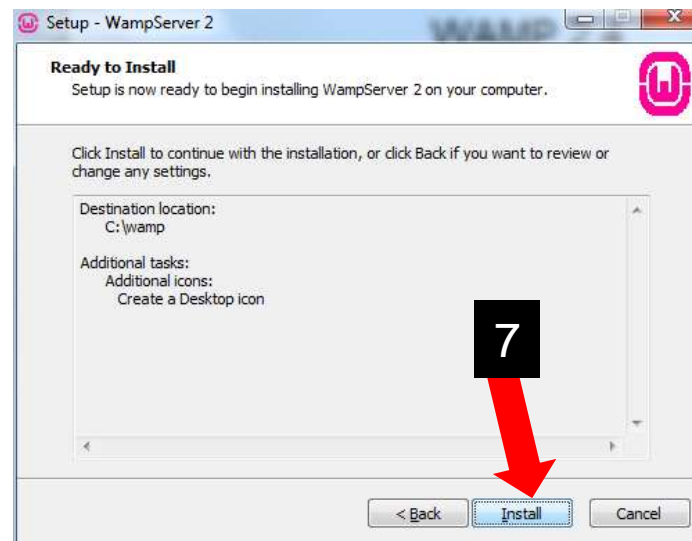 Setup - WampServer 2
Ready to Install
Setup is now ready to begin installing WampServer 2 on your computer.
Click Install to continue with the installation, or click Back if you want to review or
change any settings.
Destination location:
C:\wamp
Additional tasks:
Additional icons:
Create a Desktop icon
7
< Back
Install
Cancel